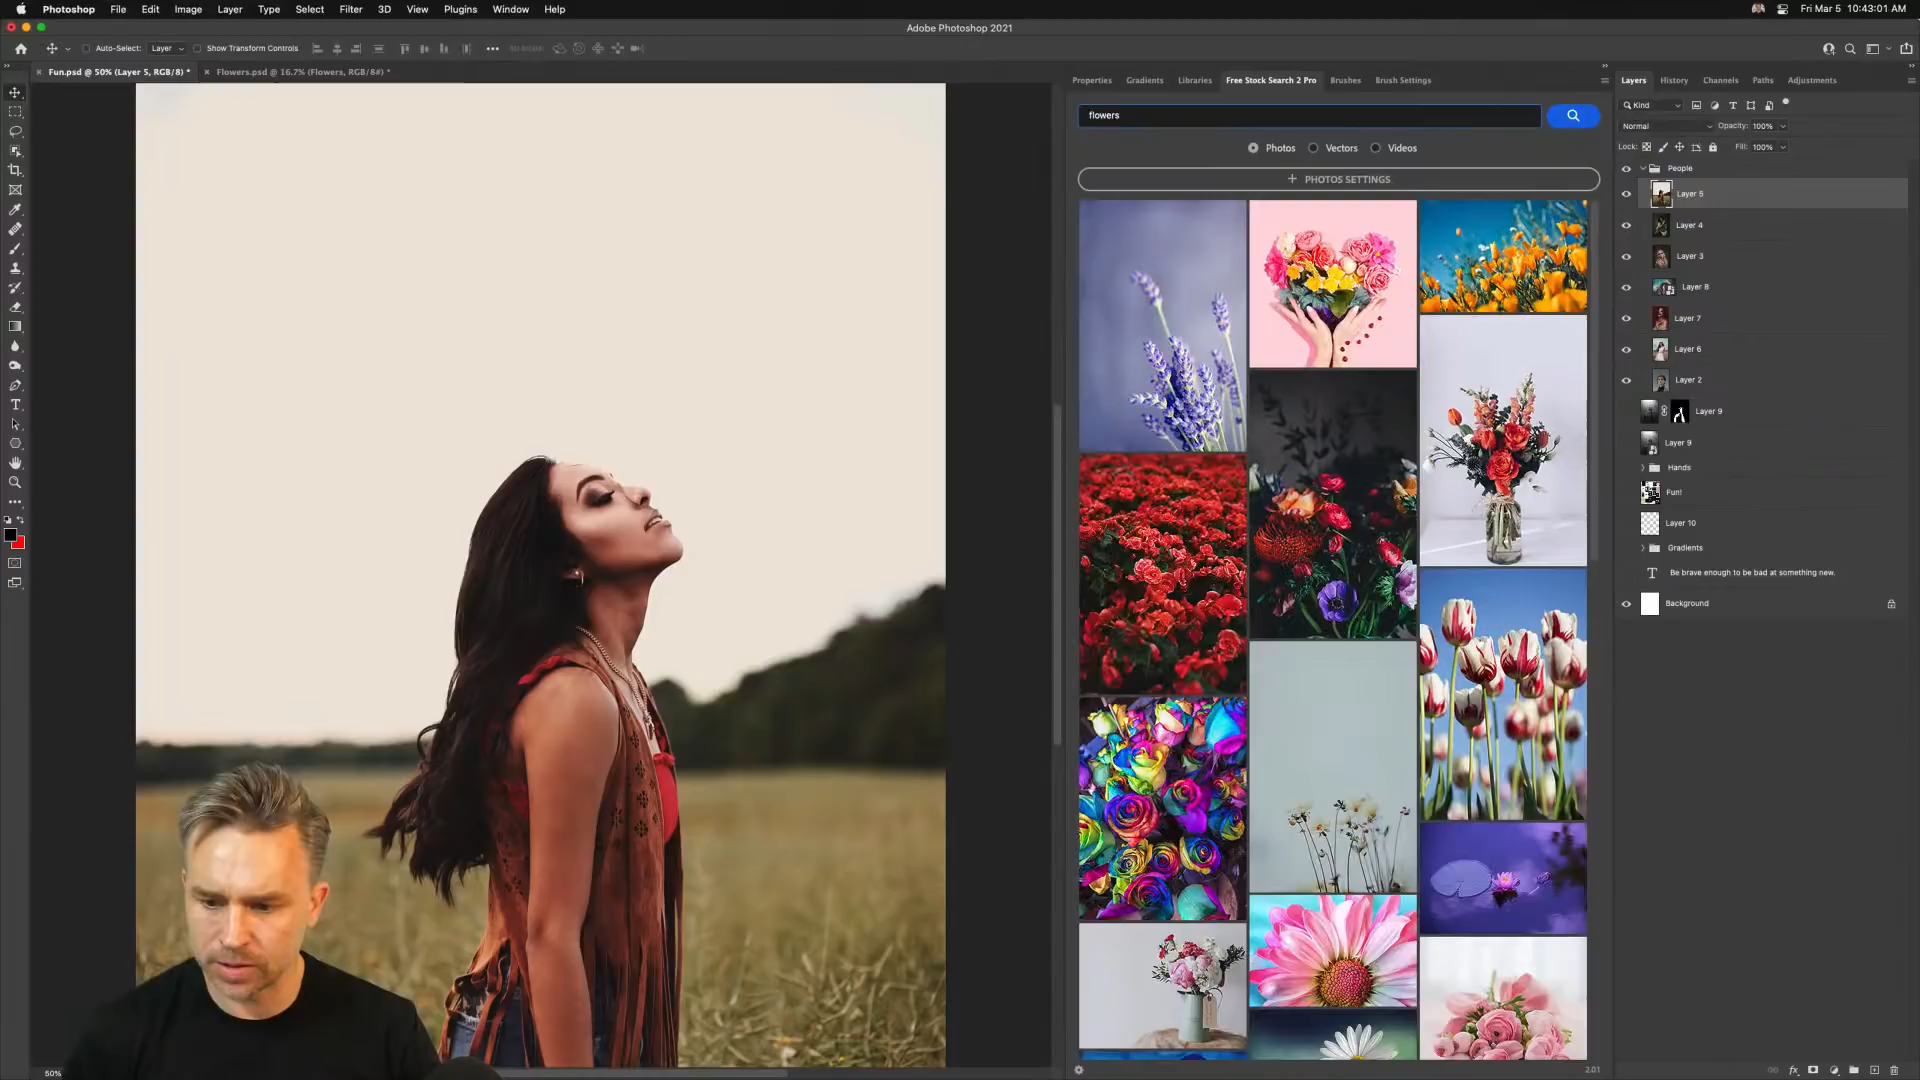 Photoshop File Edit Image Layer Type Select Filter 3D View Plugins Window Help
Fri Mar 5 10:43:01 AM
Adobe Photoshop 2021
Auto-Select: Layer Show Transform Controls
3D Mode:
Fun.psd @ 50% (Layer 5, RGB/8) *
Flowers.psd @ 16.7% (Flowers, RGB/8#) *
Properties Gradients Libraries Free Stock Search 2 Pro Brushes Brush Settings
flowers
Photos Vectors Videos
+ PHOTOS SETTINGS
2.01
Layers History Channels Paths Adjustments
Kind
Normal Opacity: 100%
Lock: Fill: 100%
People
Layer 5
Layer 4
Layer 3
Layer 8
Layer 7
Layer 6
Layer 2
Layer 9
Layer 9
Hands
Fun!
Layer 10
Gradients
Be brave enough to be bad at something new.
Background
50%